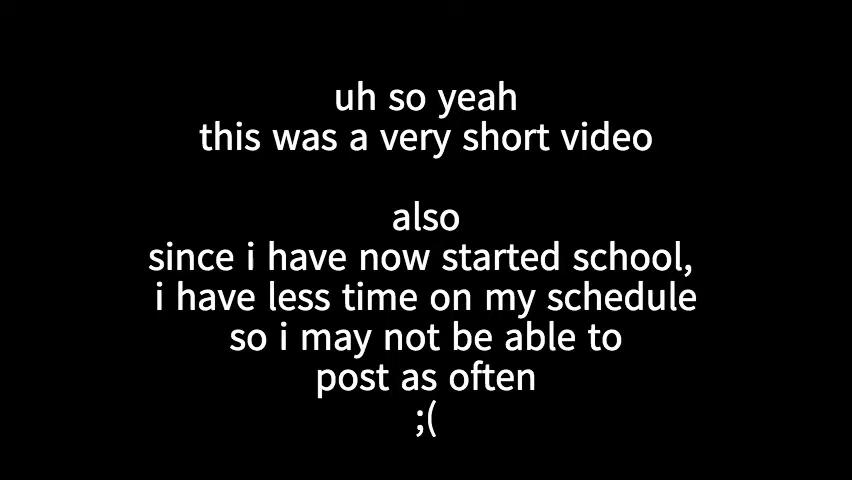 uh so yeah
this was a very short video
also
since i have now started school,
i have less time on my schedule
so i may not be able to
post as often
;(